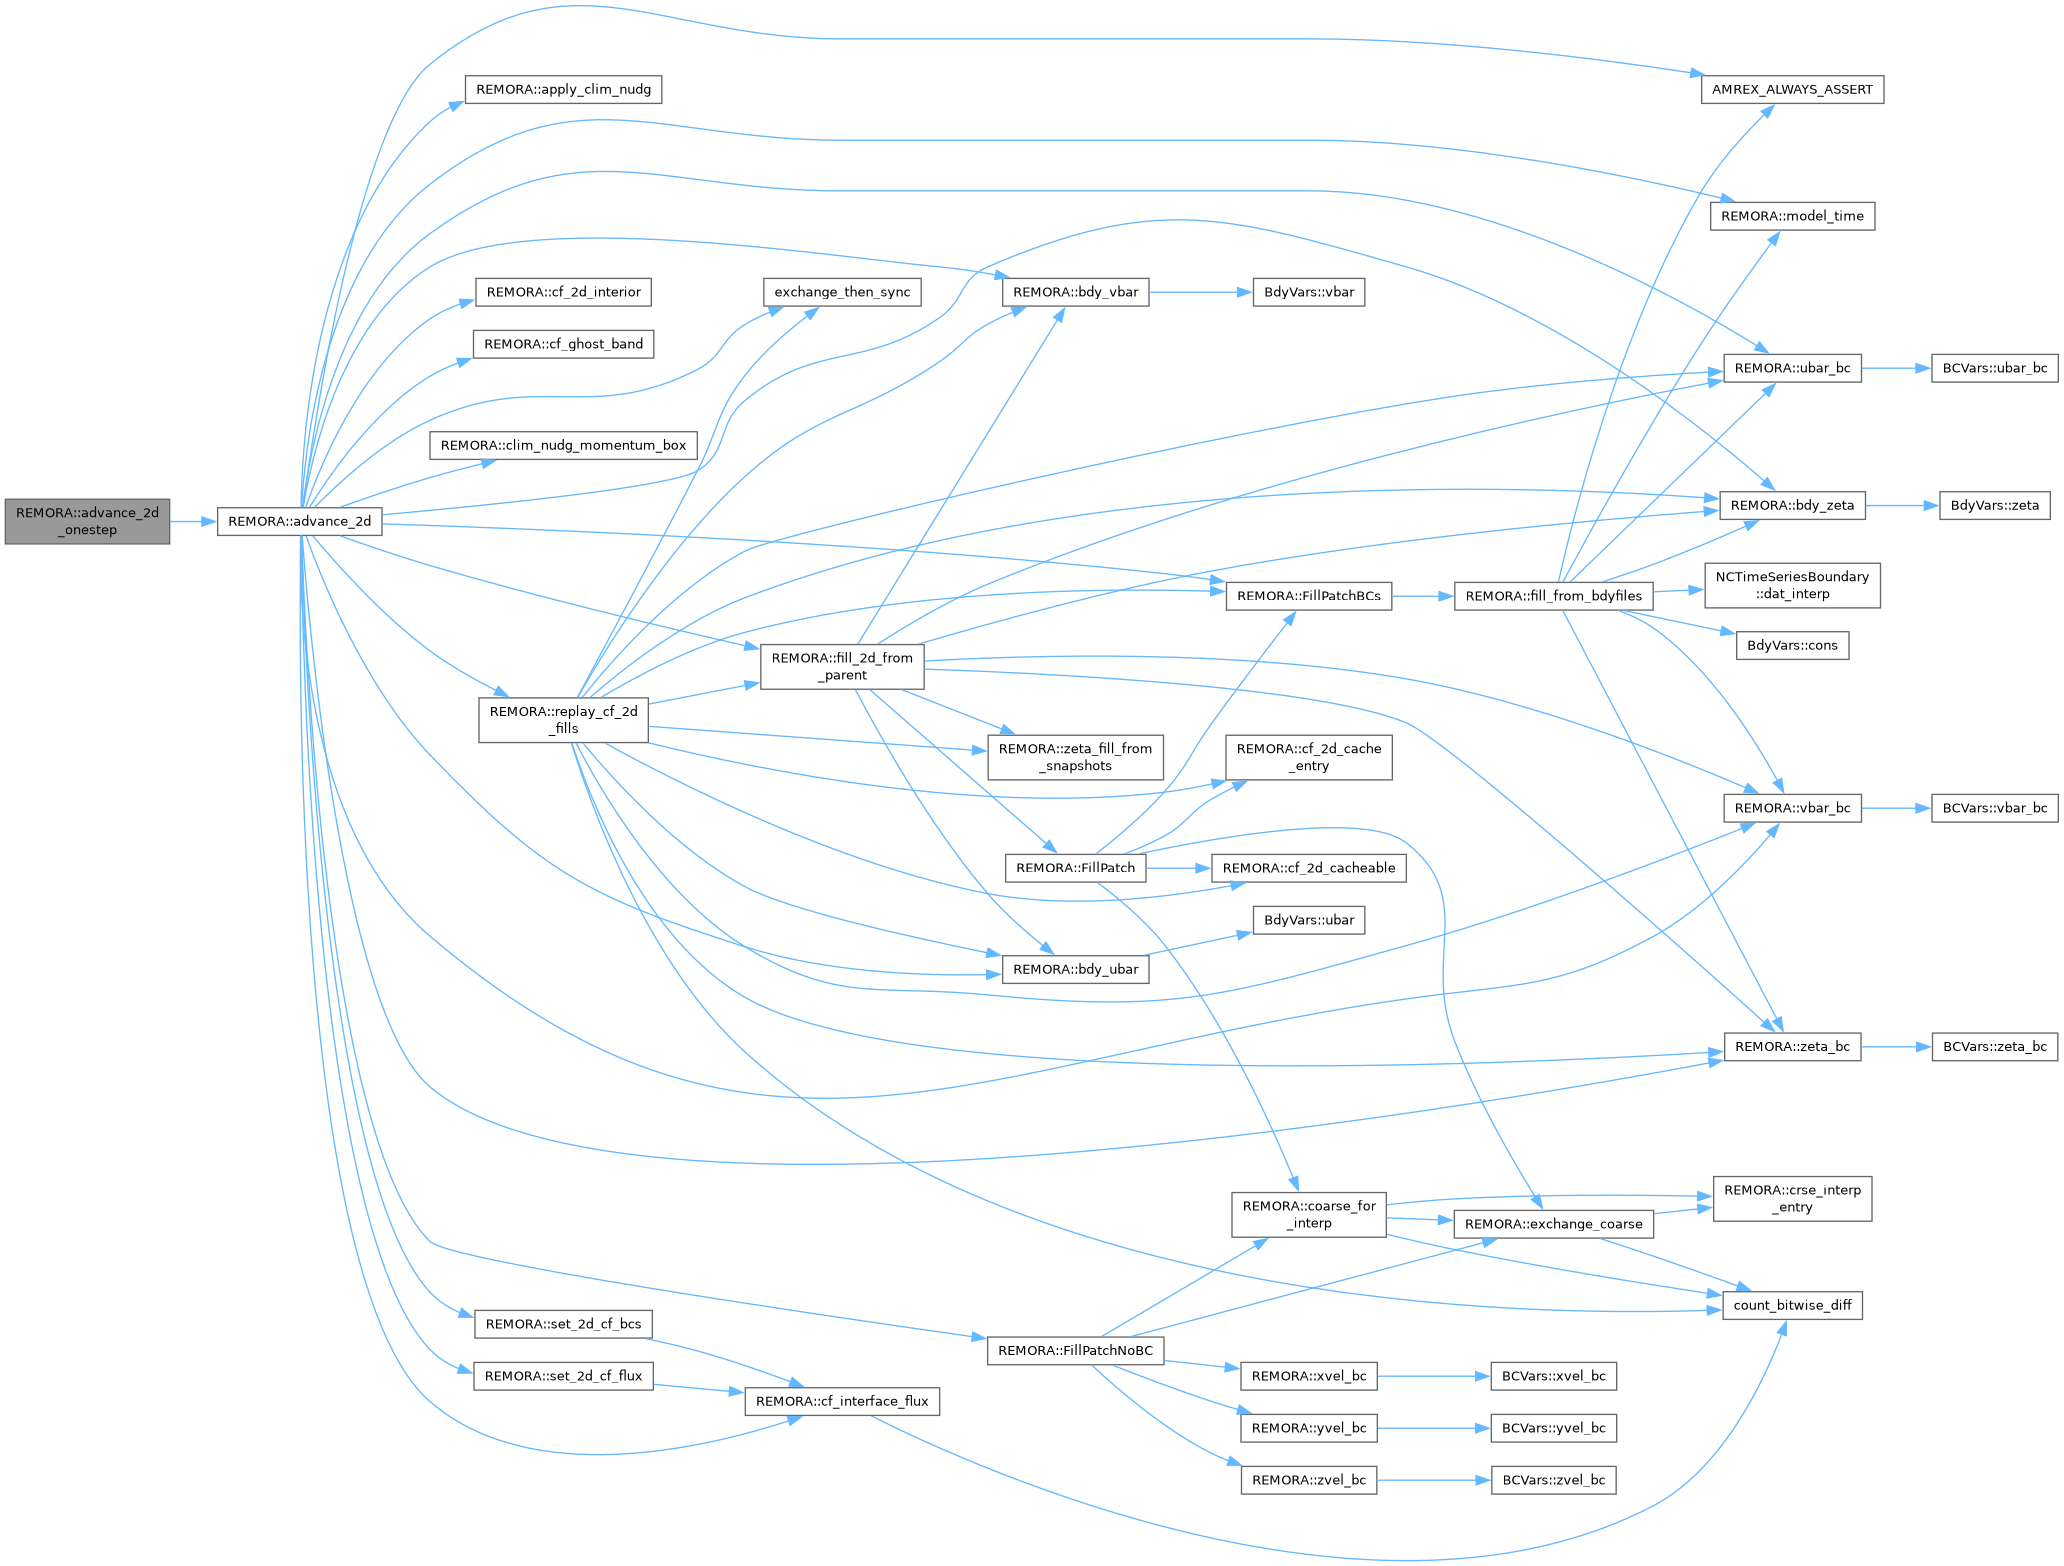 REMORA::advance_2d
_onestep
REMORA::advance_2d
REMORA::apply_clim_nudg
REMORA::cf_2d_interior
REMORA::cf_ghost_band
REMORA::clim_nudg_momentum_box
REMORA::replay_cf_2d
_fills
REMORA::set_2d_cf_bcs
REMORA::set_2d_cf_flux
exchange_then_sync
REMORA::fill_2d_from
_parent
REMORA::cf_interface_flux
REMORA::bdy_vbar
REMORA::zeta_fill_from
_snapshots
REMORA::FillPatch
REMORA::bdy_ubar
REMORA::FillPatchNoBC
BdyVars::vbar
REMORA::FillPatchBCs
REMORA::cf_2d_cache
_entry
REMORA::cf_2d_cacheable
BdyVars::ubar
REMORA::coarse_for
_interp
REMORA::xvel_bc
REMORA::yvel_bc
REMORA::zvel_bc
REMORA::fill_from_bdyfiles
REMORA::exchange_coarse
BCVars::xvel_bc
BCVars::yvel_bc
BCVars::zvel_bc
AMREX_ALWAYS_ASSERT
REMORA::model_time
REMORA::ubar_bc
REMORA::bdy_zeta
NCTimeSeriesBoundary
::dat_interp
BdyVars::cons
REMORA::vbar_bc
REMORA::zeta_bc
REMORA::crse_interp
_entry
count_bitwise_diff
BCVars::ubar_bc
BdyVars::zeta
BCVars::vbar_bc
BCVars::zeta_bc